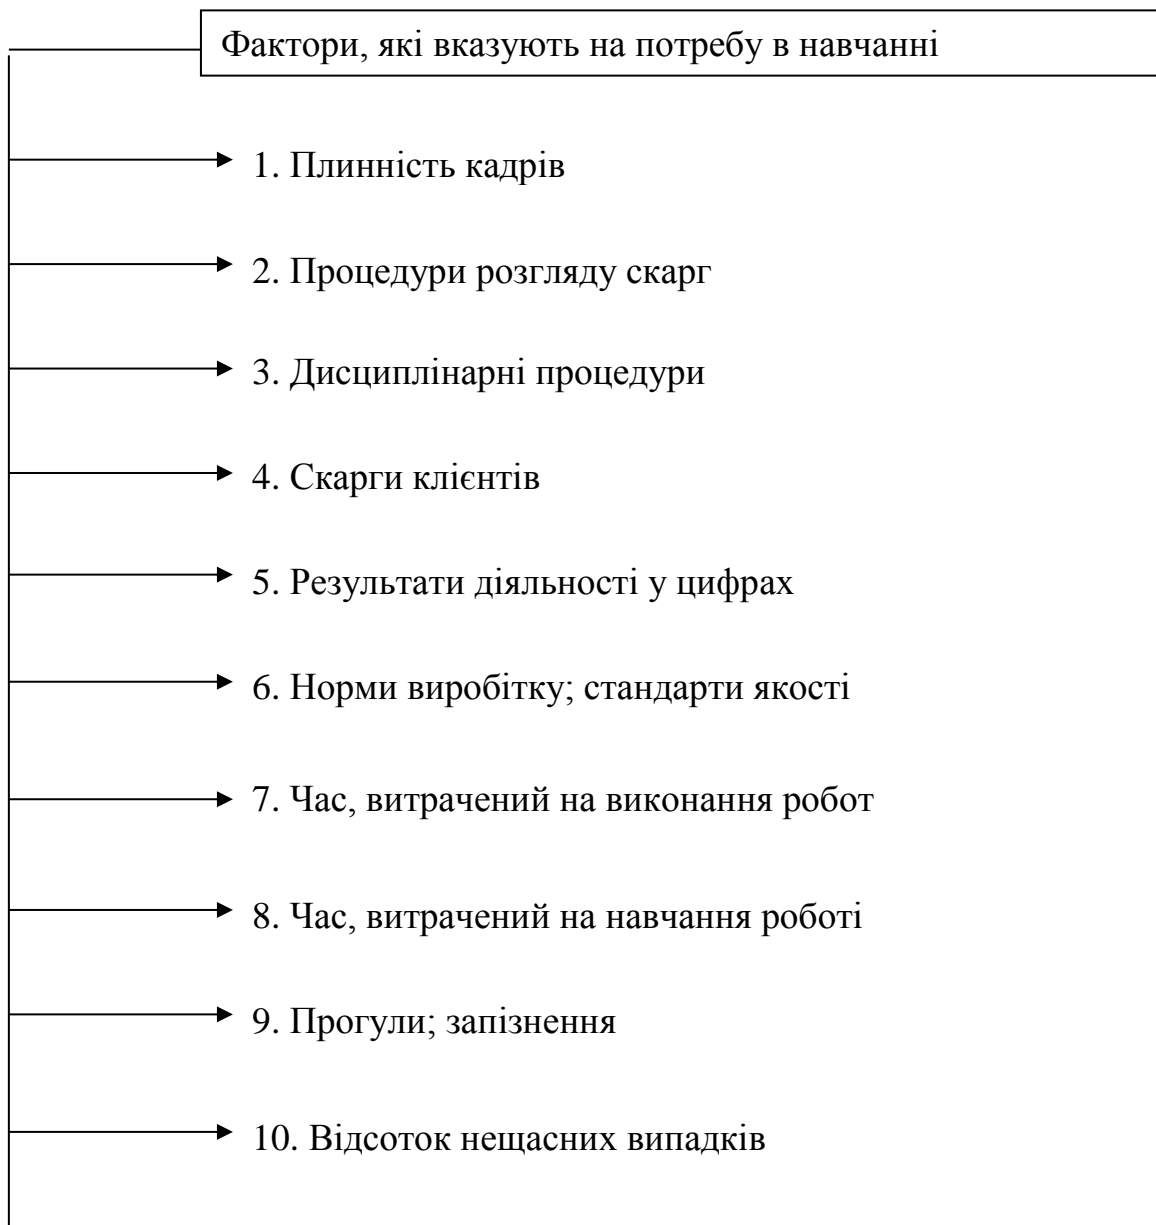 Фактори, які вказують на потребу в навчанні
1. Плинність кадрів
2. Процедури розгляду скарг
3. Дисциплінарні процедури
4. Скарги клієнтів
5. Результати діяльності у цифрах
6. Норми виробітку; стандарти якості
7. Час, витрачений на виконання робот
8. Час, витрачений на навчання роботі
9. Прогули; запізнення
10. Відсоток нещасних випадків